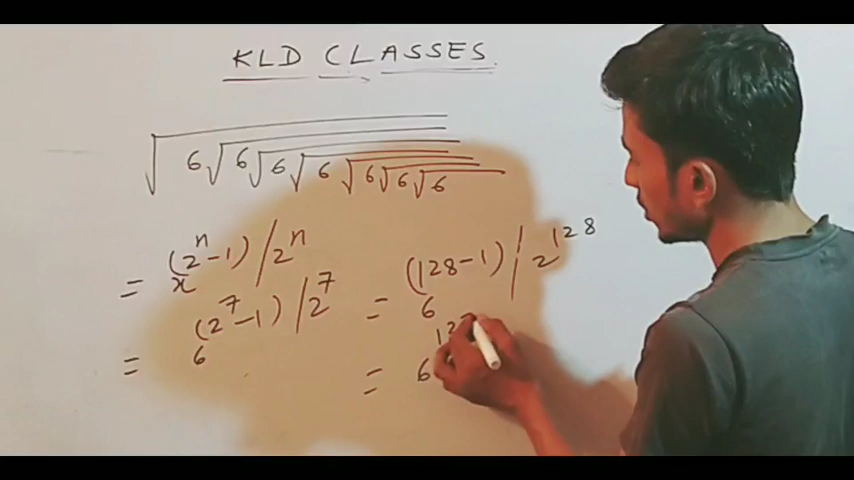 KLD CLASSES
√6√6√6√6√6√6√6
= x^(2^n-1)/2^n
= 6^(2^7-1)/2^7 = 6^(128-1)/2^128
= 6^12